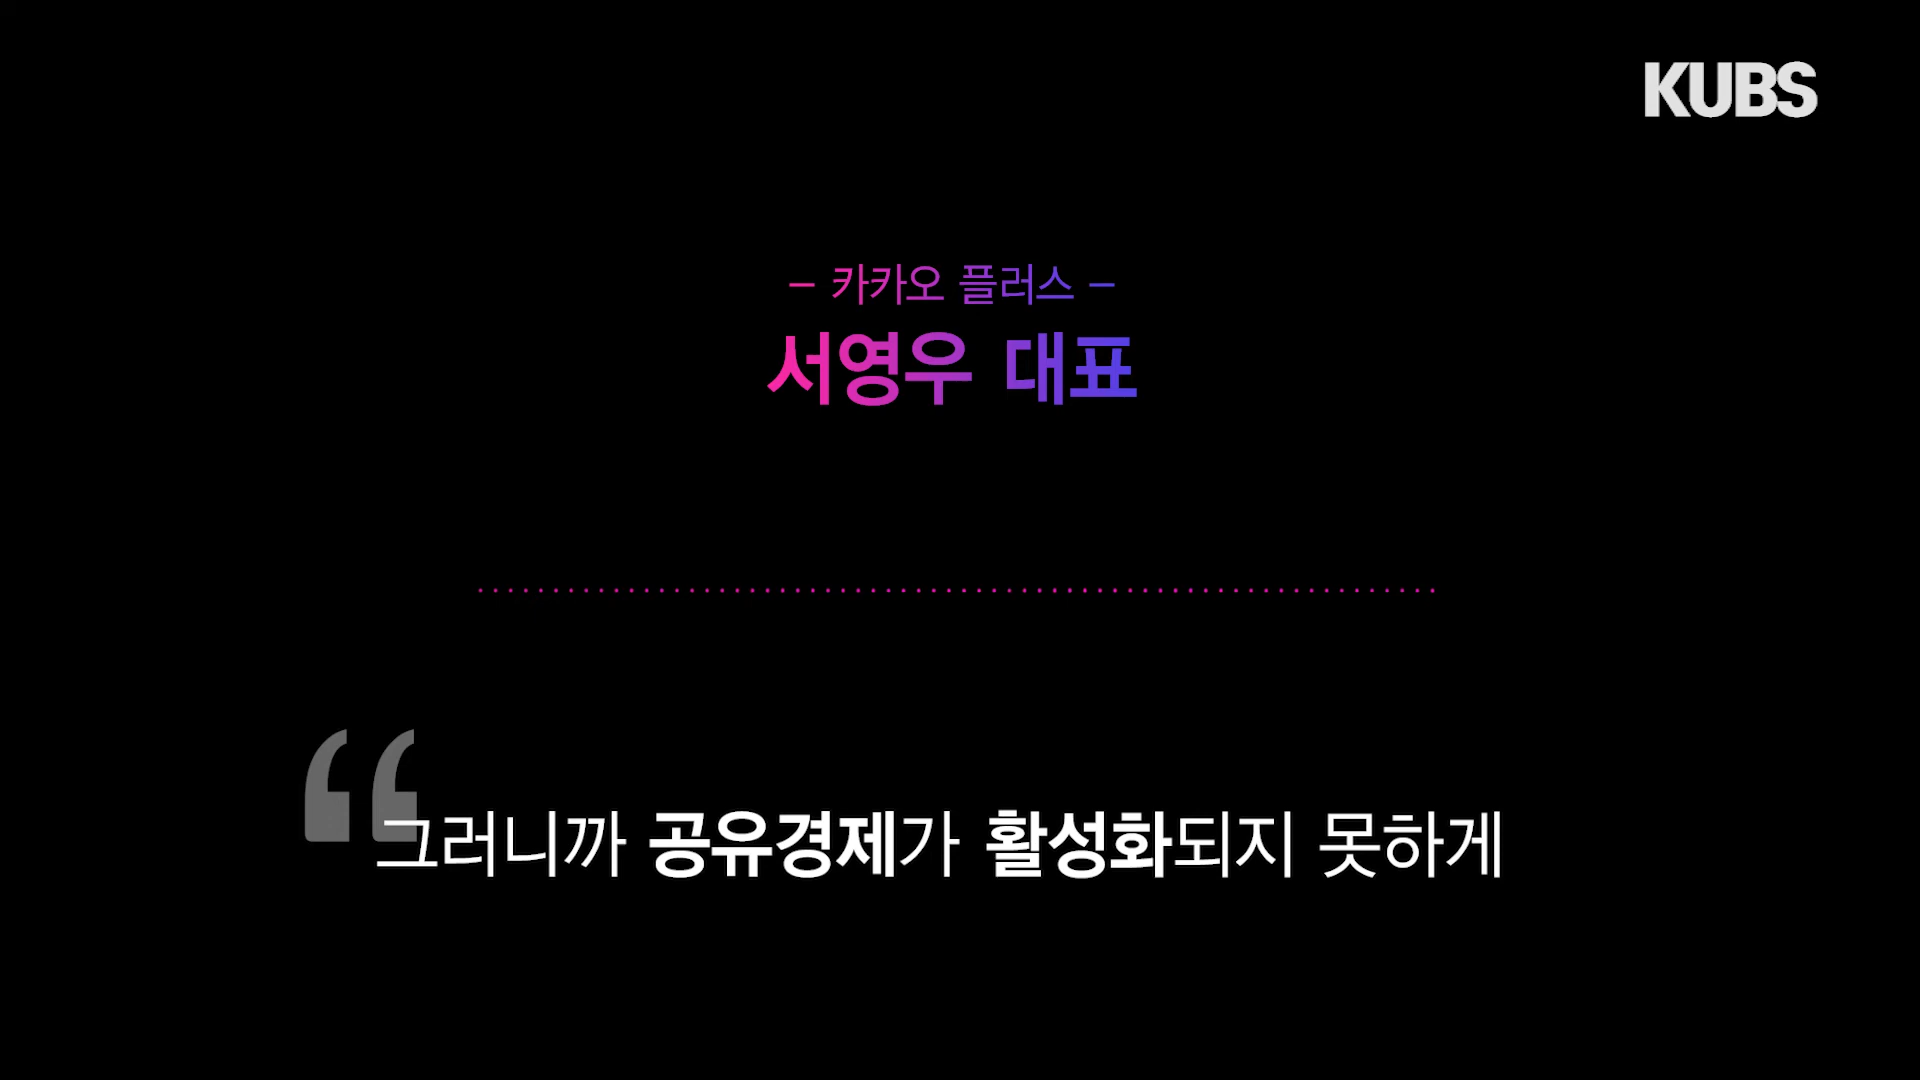 KUBS
– 카카오 플러스 –
서영우 대표
“그러니까 공유경제가 활성화되지 못하게